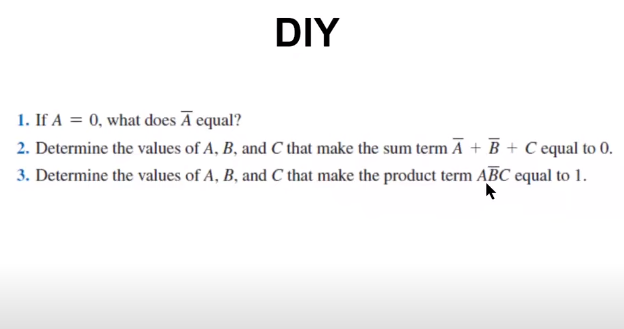 DIY
1. If A = 0, what does A̅ equal?
2. Determine the values of A, B, and C that make the sum term A̅ + B̅ + C equal to 0.
3. Determine the values of A, B, and C that make the product term AB̅C equal to 1.